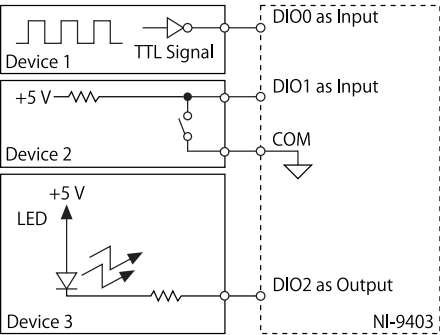 DIO0 as Input
TTL Signal
Device 1
+5 V
DIO1 as Input
COM
Device 2
+5 V
LED
DIO2 as Output
Device 3
NI-9403